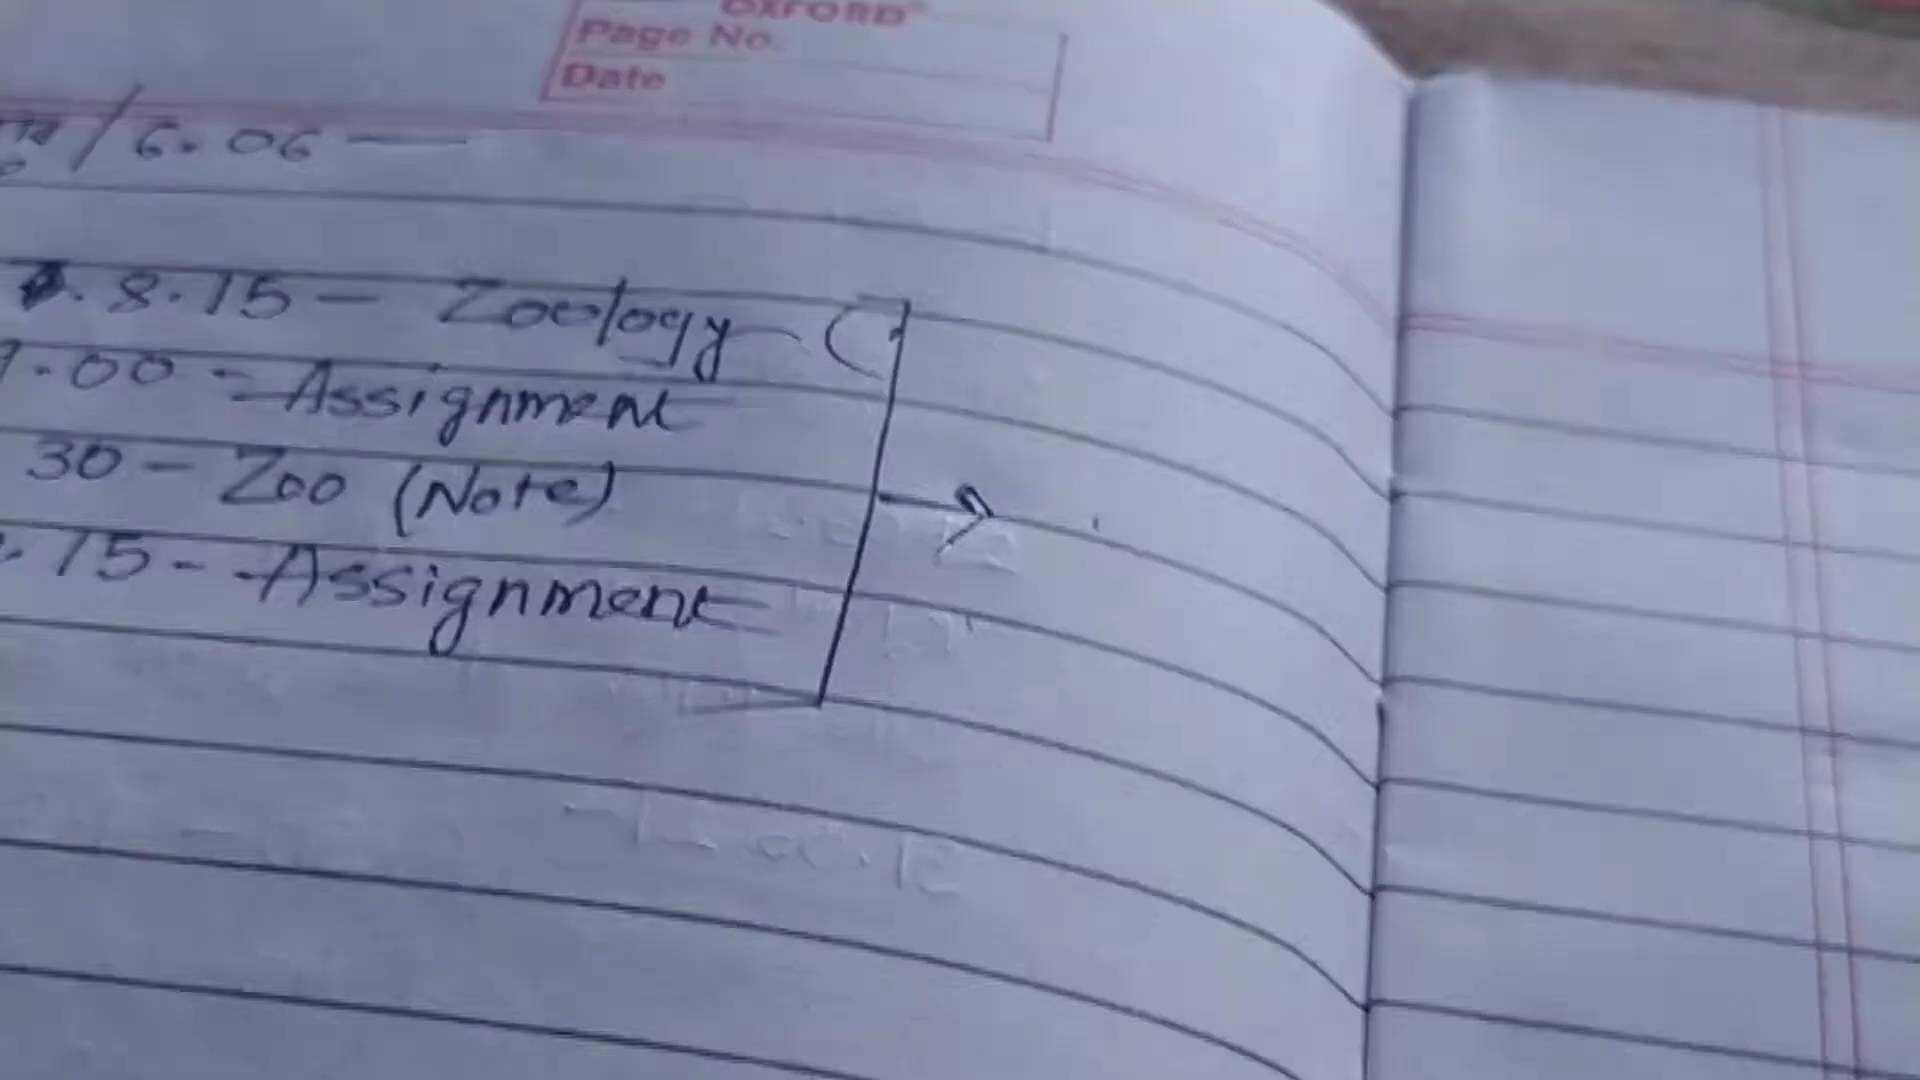 OXFORD
Page No.
Date
/ 6.06 —
8.15 - Zoology - (
.00 - Assignment
30 - Zoo (Note)
.15 - Assignment